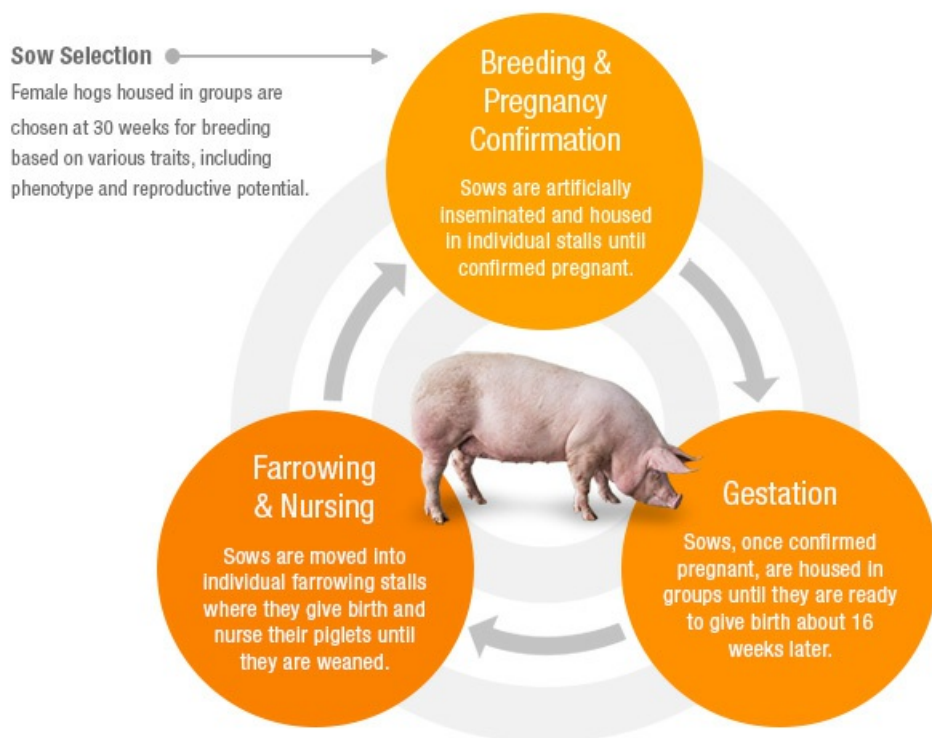 Sow Selection
Female hogs housed in groups are
chosen at 30 weeks for breeding
based on various traits, including
phenotype and reproductive potential.
Breeding &
Pregnancy
Confirmation
Sows are artificially
inseminated and housed
in individual stalls until
confirmed pregnant.
Gestation
Sows, once confirmed
pregnant, are housed in
groups until they are ready
to give birth about 16
weeks later.
Farrowing
& Nursing
Sows are moved into
individual farrowing stalls
where they give birth and
nurse their piglets until
they are weaned.